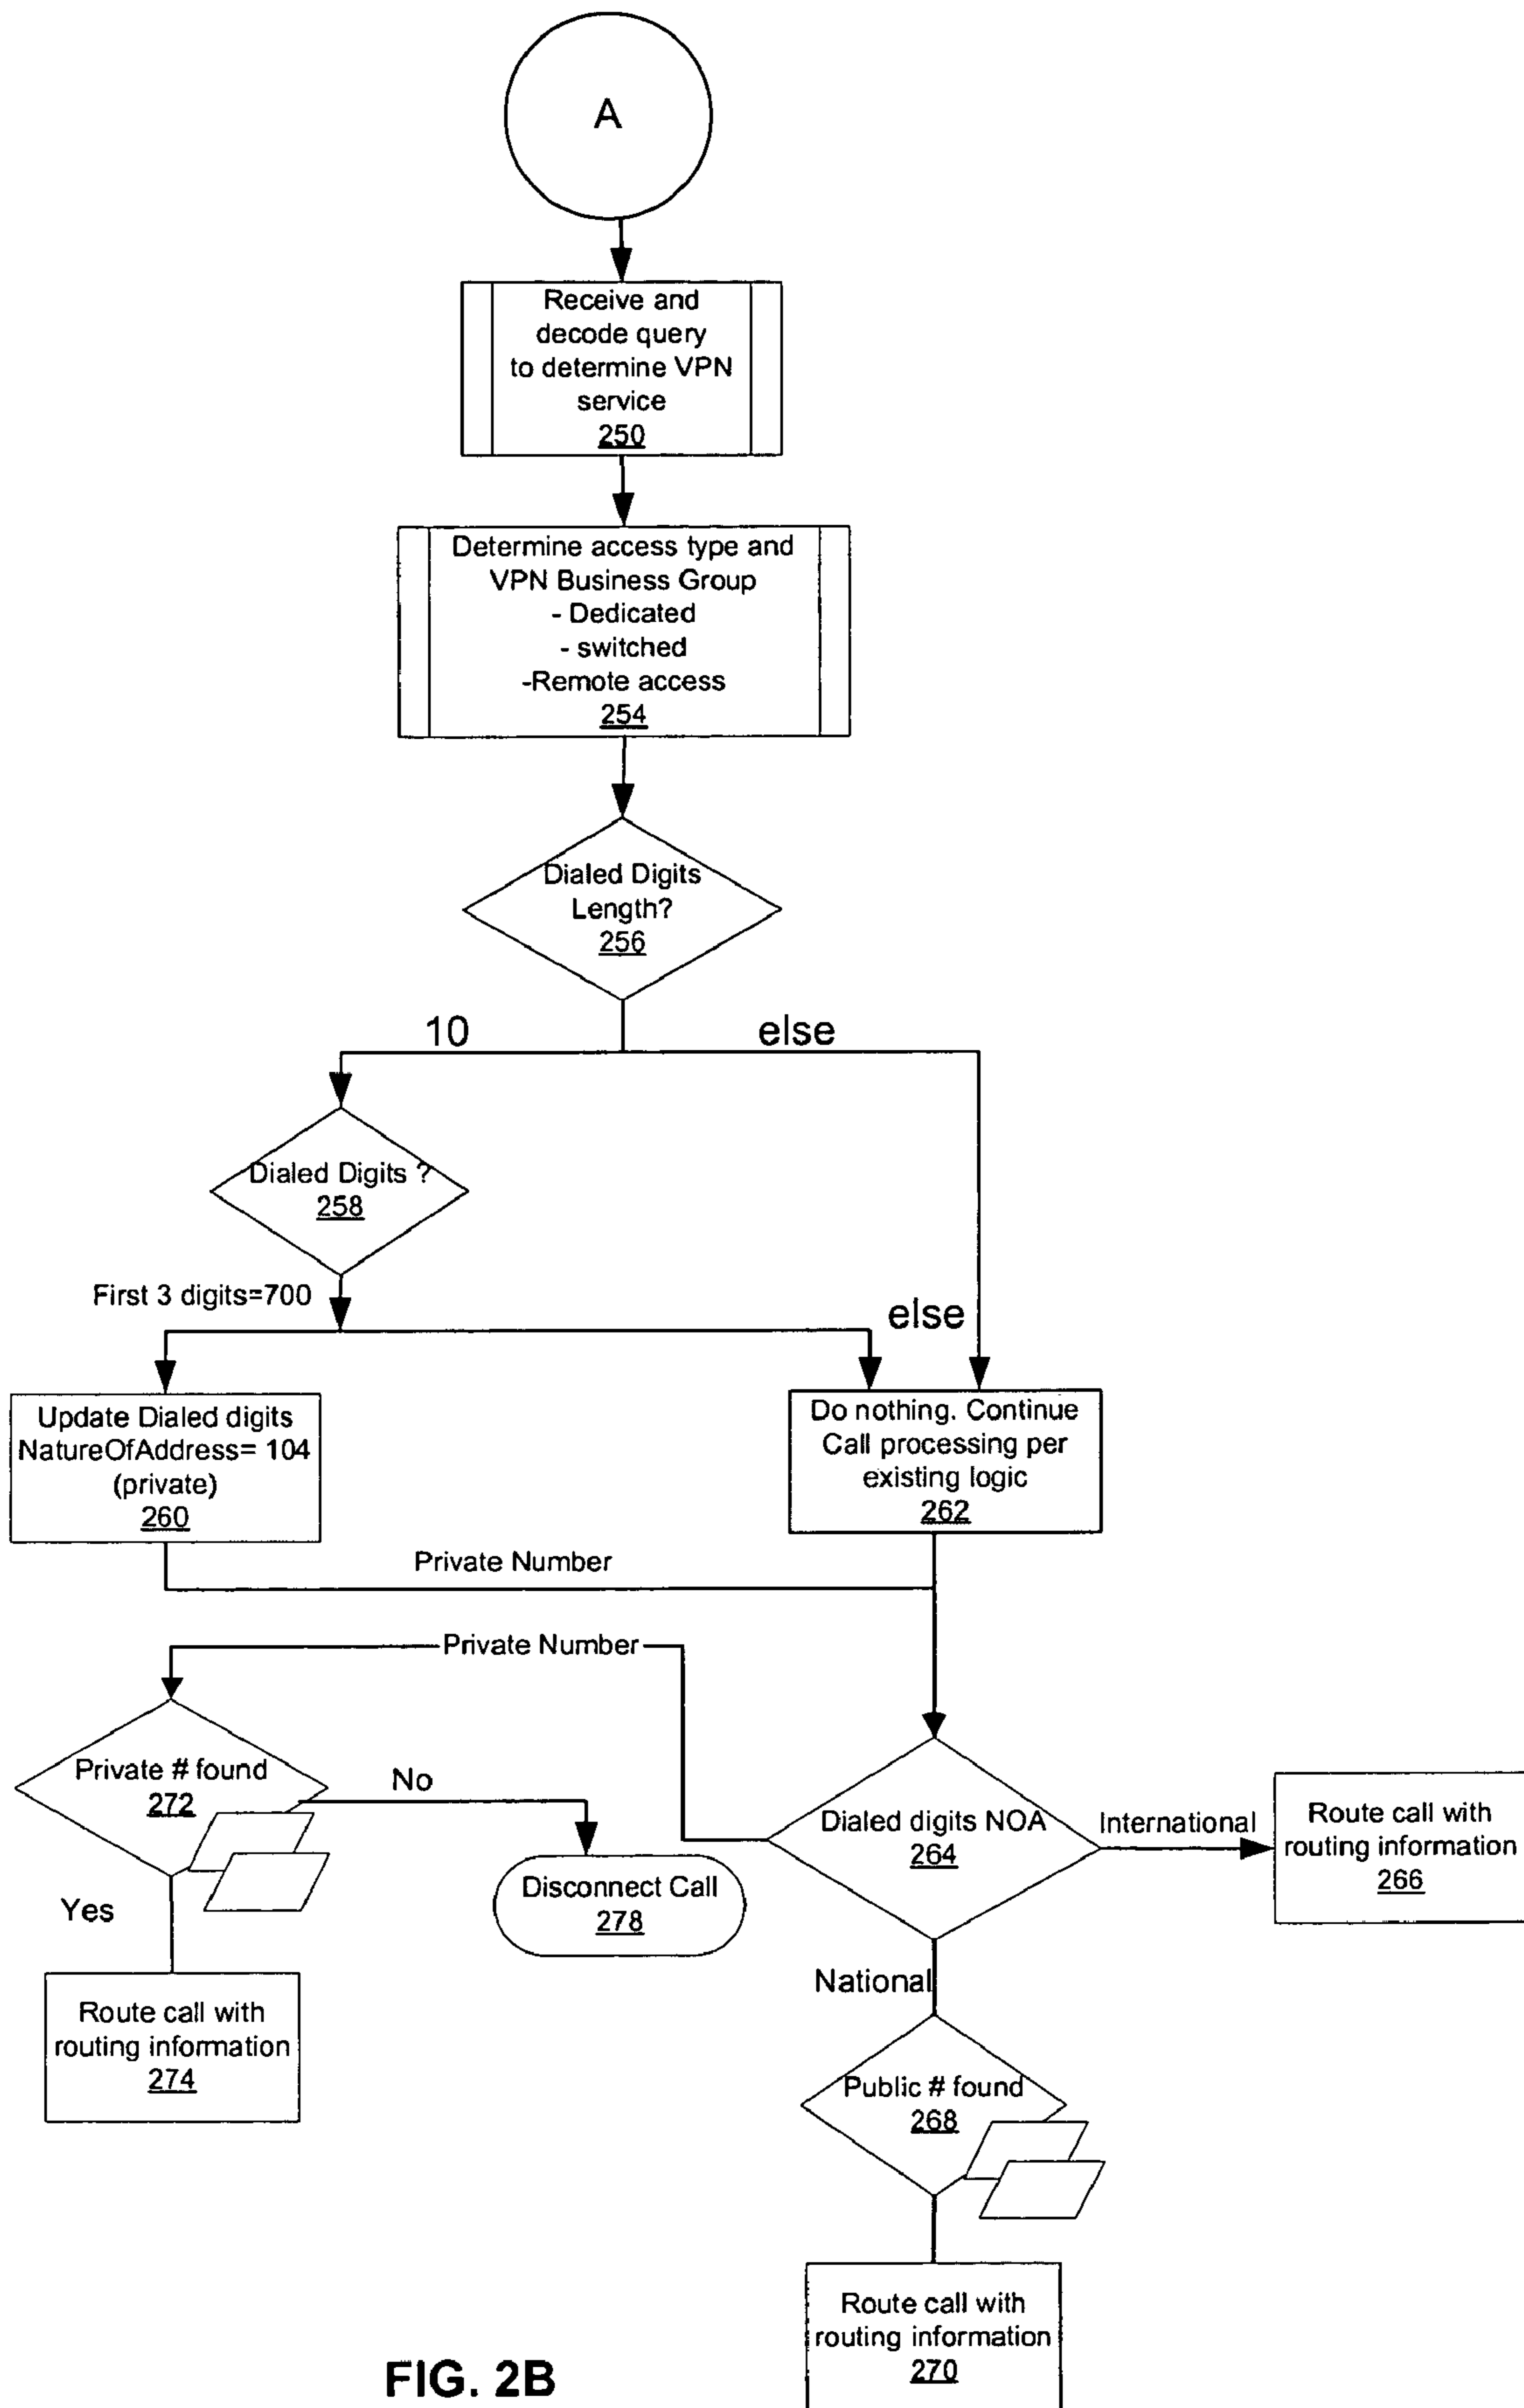 A
Receive and
decode query
to determine VPN
service
250
Determine access type and
VPN Business Group
- Dedicated
- switched
-Remote access
254
Dialed Digits
Length?
256
10
else
Dialed Digits ?
258
First 3 digits=700
else
Update Dialed digits
NatureOfAddress= 104
(private)
260
Do nothing. Continue
Call processing per
existing logic
262
Private Number
Private Number
Private # found
272
No
Yes
Disconnect Call
278
Dialed digits NOA
264
International
Route call with
routing information
266
National
Route call with
routing information
274
Public # found
268
Route call with
routing information
270
FIG. 2B